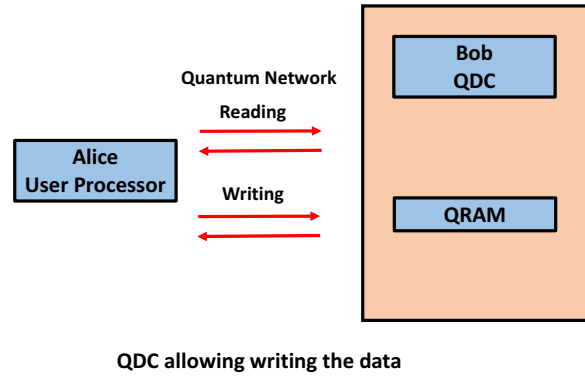 Bob
QDC
Quantum Network
Reading
Alice
User Processor
Writing
QRAM
QDC allowing writing the data